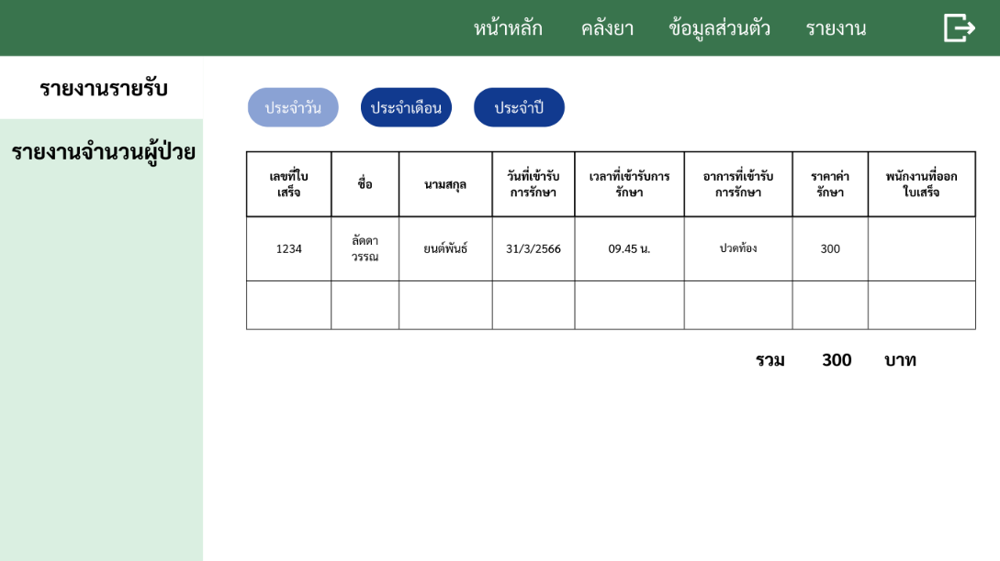 หน้าหลัก คลังยา ข้อมูลส่วนตัว รายงาน
รายงานรายรับ
รายงานจำนวนผู้ป่วย
ประจำวัน ประจำเดือน ประจำปี
เลขที่ใบ
เสร็จ
ชื่อ
นามสกุล
วันที่เข้ารับ
การรักษา
เวลาที่เข้ารับการ
รักษา
อาการที่เข้ารับ
การรักษา
ราคาค่า
รักษา
พนักงานที่ออก
ใบเสร็จ
1234
ลัดดา
วรรณ
ยนต์พันธ์
31/3/2566
09.45 น.
ปวดท้อง
300
รวม 300 บาท